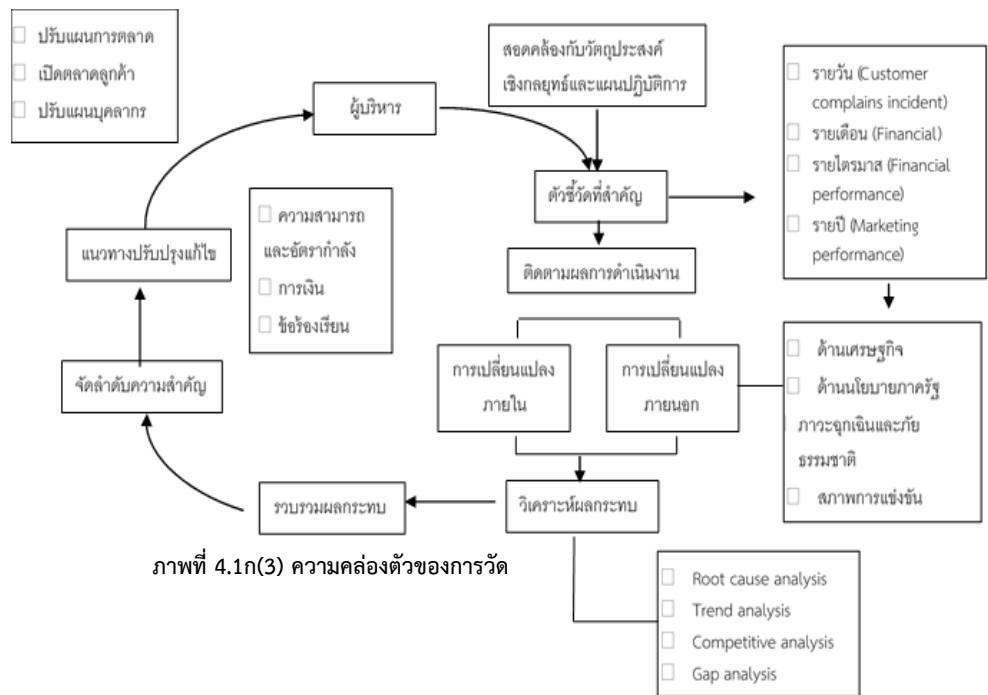 ปรับแผนการตลาด
เปิดตลาดลูกค้า
ปรับแผนบุคลากร
ผู้บริหาร
สอดคล้องกับวัตถุประสงค์
เชิงกลยุทธ์และแผนปฏิบัติการ
รายวัน (Customer
complains incident)
รายเดือน (Financial)
รายไตรมาส (Financial
performance)
รายปี (Marketing
performance)
ตัวชี้วัดที่สำคัญ
แนวทางปรับปรุงแก้ไข
ความสามารถ
และอัตรากำลัง
การเงิน
ข้อร้องเรียน
ติดตามผลการดำเนินงาน
จัดลำดับความสำคัญ
การเปลี่ยนแปลง
ภายใน
การเปลี่ยนแปลง
ภายนอก
ด้านเศรษฐกิจ
ด้านนโยบายภาครัฐ
ภาวะฉุกเฉินและภัย
ธรรมชาติ
สภาพการแข่งขัน
รวบรวมผลกระทบ
วิเคราะห์ผลกระทบ
ภาพที่ 4.1ก(3) ความคล่องตัวของการวัด
Root cause analysis
Trend analysis
Competitive analysis
Gap analysis